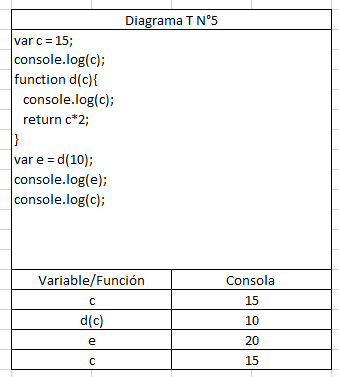 Diagrama T N°5
var c = 15;
console.log(c);
function d(c){
console.log(c);
return c*2;
}
var e = d(10);
console.log(e);
console.log(c);
Variable/Función Consola
c 15
d(c) 10
e 20
c 15